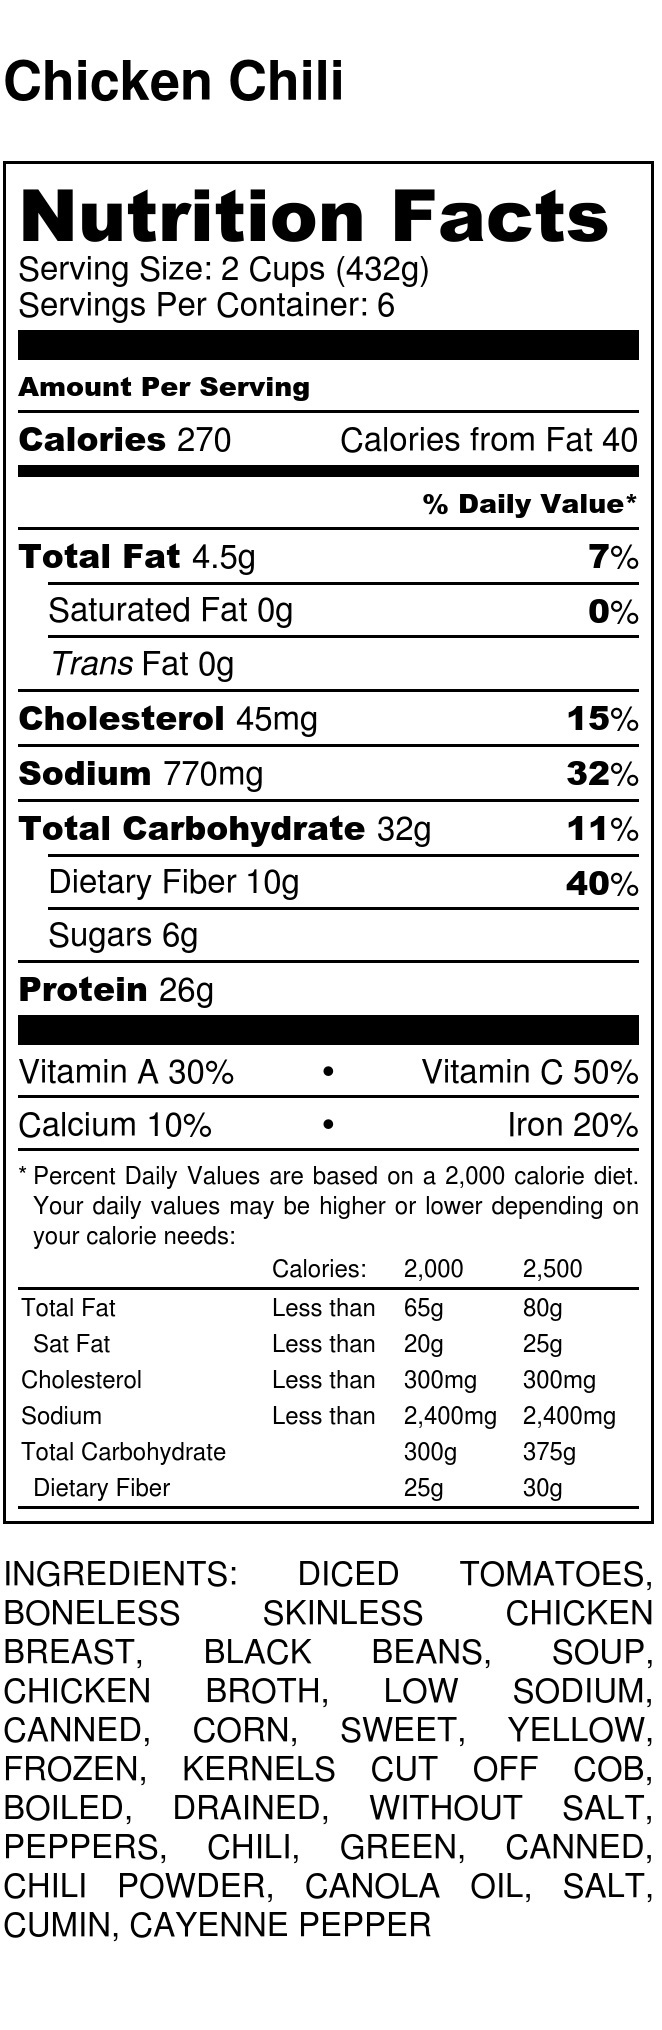 Chicken Chili
Nutrition Facts
Serving Size: 2 Cups (432g)
Servings Per Container: 6
Amount Per Serving
Calories 270 Calories from Fat 40
% Daily Value*
Total Fat 4.5g 7%
Saturated Fat 0g 0%
Trans Fat 0g
Cholesterol 45mg 15%
Sodium 770mg 32%
Total Carbohydrate 32g 11%
Dietary Fiber 10g 40%
Sugars 6g
Protein 26g
Vitamin A 30% • Vitamin C 50%
Calcium 10% • Iron 20%
* Percent Daily Values are based on a 2,000 calorie diet.
Your daily values may be higher or lower depending on
your calorie needs:
Calories: 2,000 2,500
Total Fat Less than 65g 80g
Sat Fat Less than 20g 25g
Cholesterol Less than 300mg 300mg
Sodium Less than 2,400mg 2,400mg
Total Carbohydrate 300g 375g
Dietary Fiber 25g 30g
INGREDIENTS: DICED TOMATOES,
BONELESS SKINLESS CHICKEN
BREAST, BLACK BEANS, SOUP,
CHICKEN BROTH, LOW SODIUM,
CANNED, CORN, SWEET, YELLOW,
FROZEN, KERNELS CUT OFF COB,
BOILED, DRAINED, WITHOUT SALT,
PEPPERS, CHILI, GREEN, CANNED,
CHILI POWDER, CANOLA OIL, SALT,
CUMIN, CAYENNE PEPPER